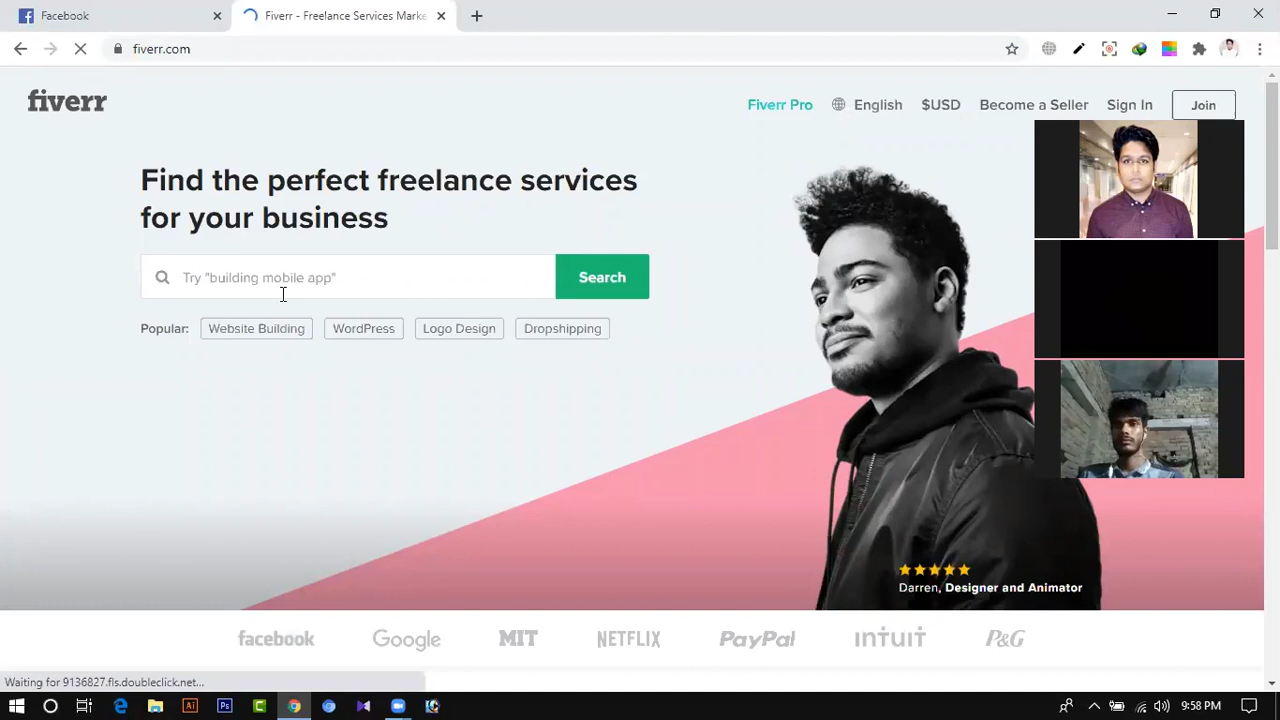 Facebook
Fiverr - Freelance Services Marke
fiverr.com
fiverr
Fiverr Pro
English
$USD
Become a Seller
Sign In
Join
Find the perfect freelance services
for your business
Try "building mobile app"
Search
Popular:
Website Building
WordPress
Logo Design
Dropshipping
Darren, Designer and Animator
facebook
Google
MIT
NETFLIX
PayPal
intuit
P&G
Waiting for 9136827.fls.doubleclick.net...
Ai
Ps
C
9:58 PM